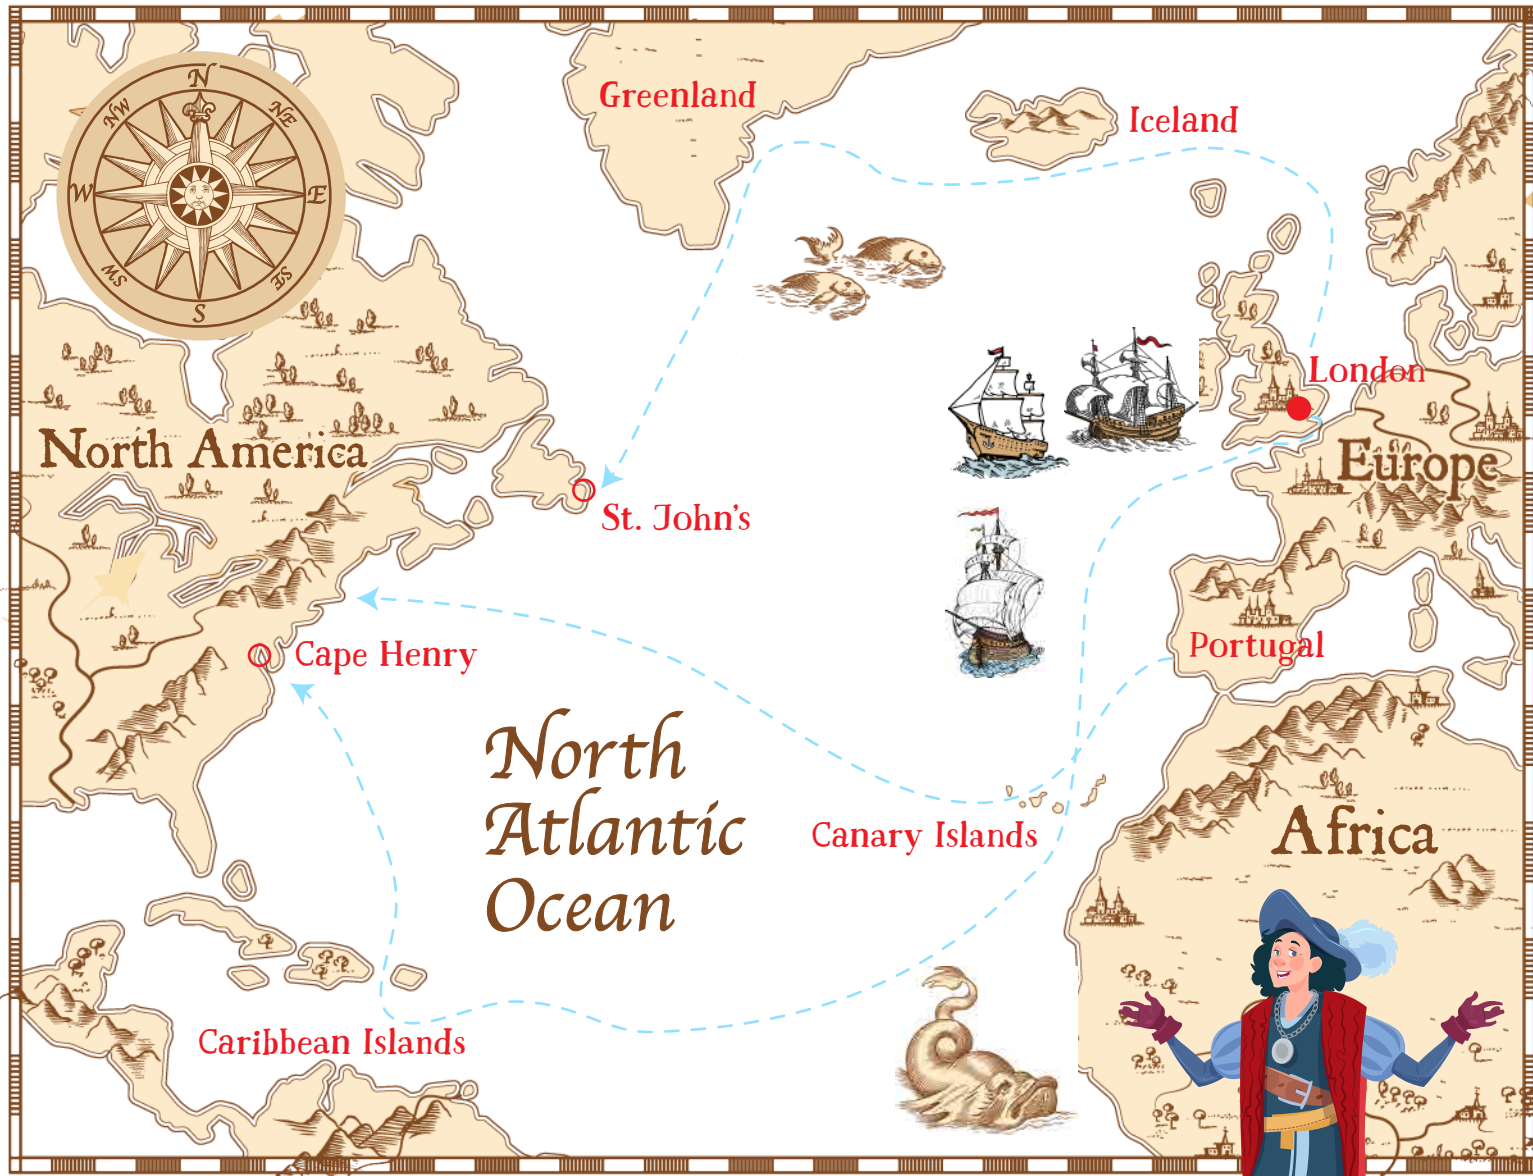 N
NW
NE
W
E
SW
SE
S
Greenland
Iceland
London
North America
Europe
St. John's
Cape Henry
Portugal
North
Atlantic
Ocean
Canary Islands
Africa
Caribbean Islands